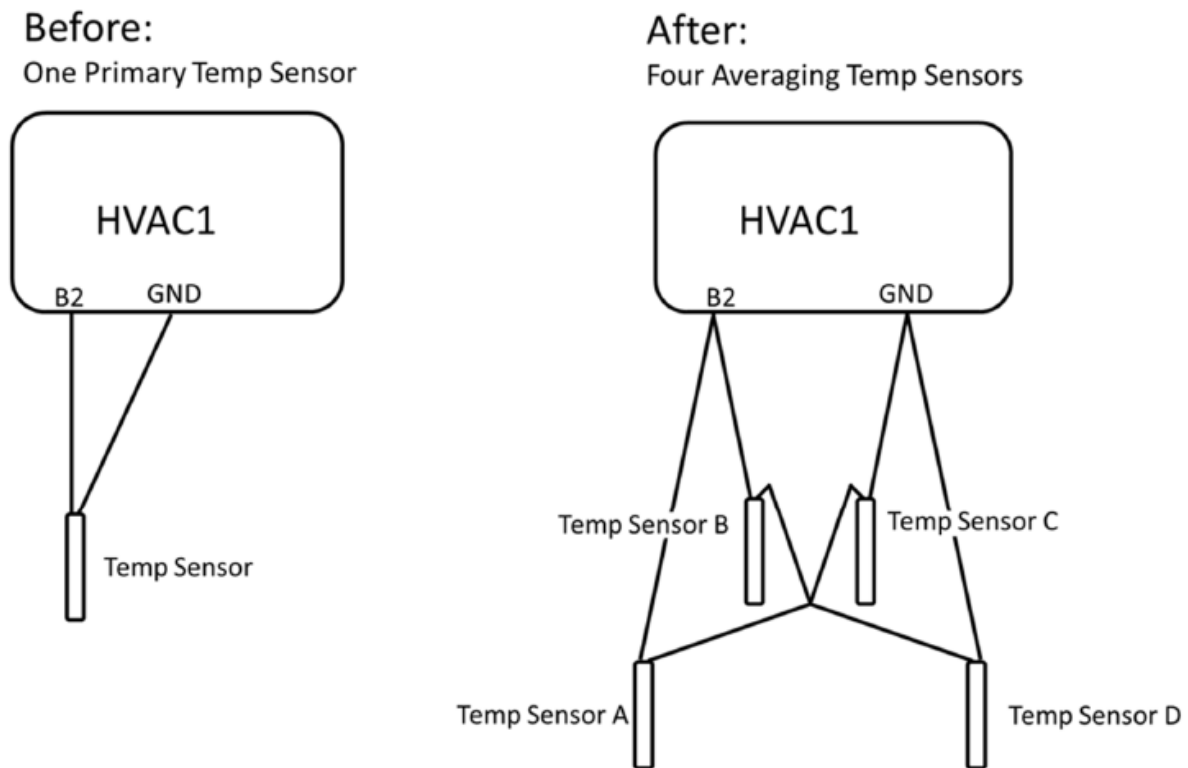 Before:
One Primary Temp Sensor
HVAC1
B2
GND
Temp Sensor
After:
Four Averaging Temp Sensors
HVAC1
B2
GND
Temp Sensor B
Temp Sensor C
Temp Sensor A
Temp Sensor D